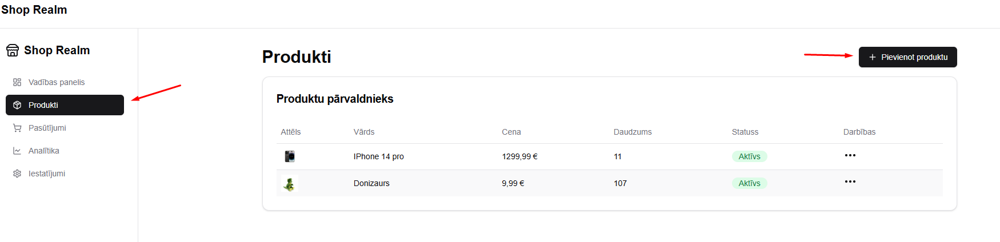 Shop Realm
Shop Realm
Vadības panelis
Produkti
Pasūtījumi
Analītika
Iestatījumi
Produkti
Pievienot produktu
Produktu pārvaldnieks
Attēls Vārds Cena Daudzums Statuss Darbības
IPhone 14 pro 1299,99 € 11 Aktīvs
Donizaurs 9,99 € 107 Aktīvs